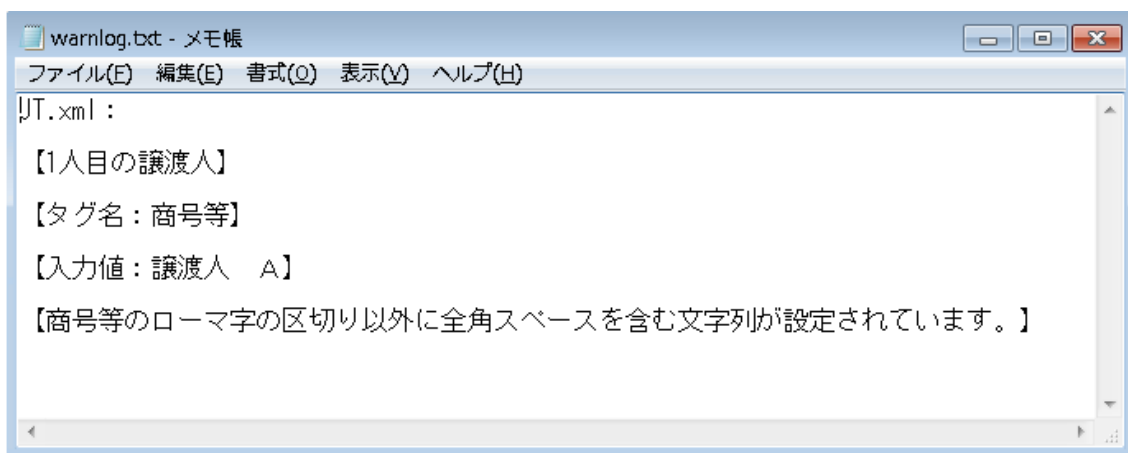 warnlog.txt - メモ帳
ファイル(F) 編集(E) 書式(O) 表示(V) ヘルプ(H)
JT.xml：
【1人目の譲渡人】
【タグ名：商号等】
【入力値：譲渡人　A】
【商号等のローマ字の区切り以外に全角スペースを含む文字列が設定されています。】